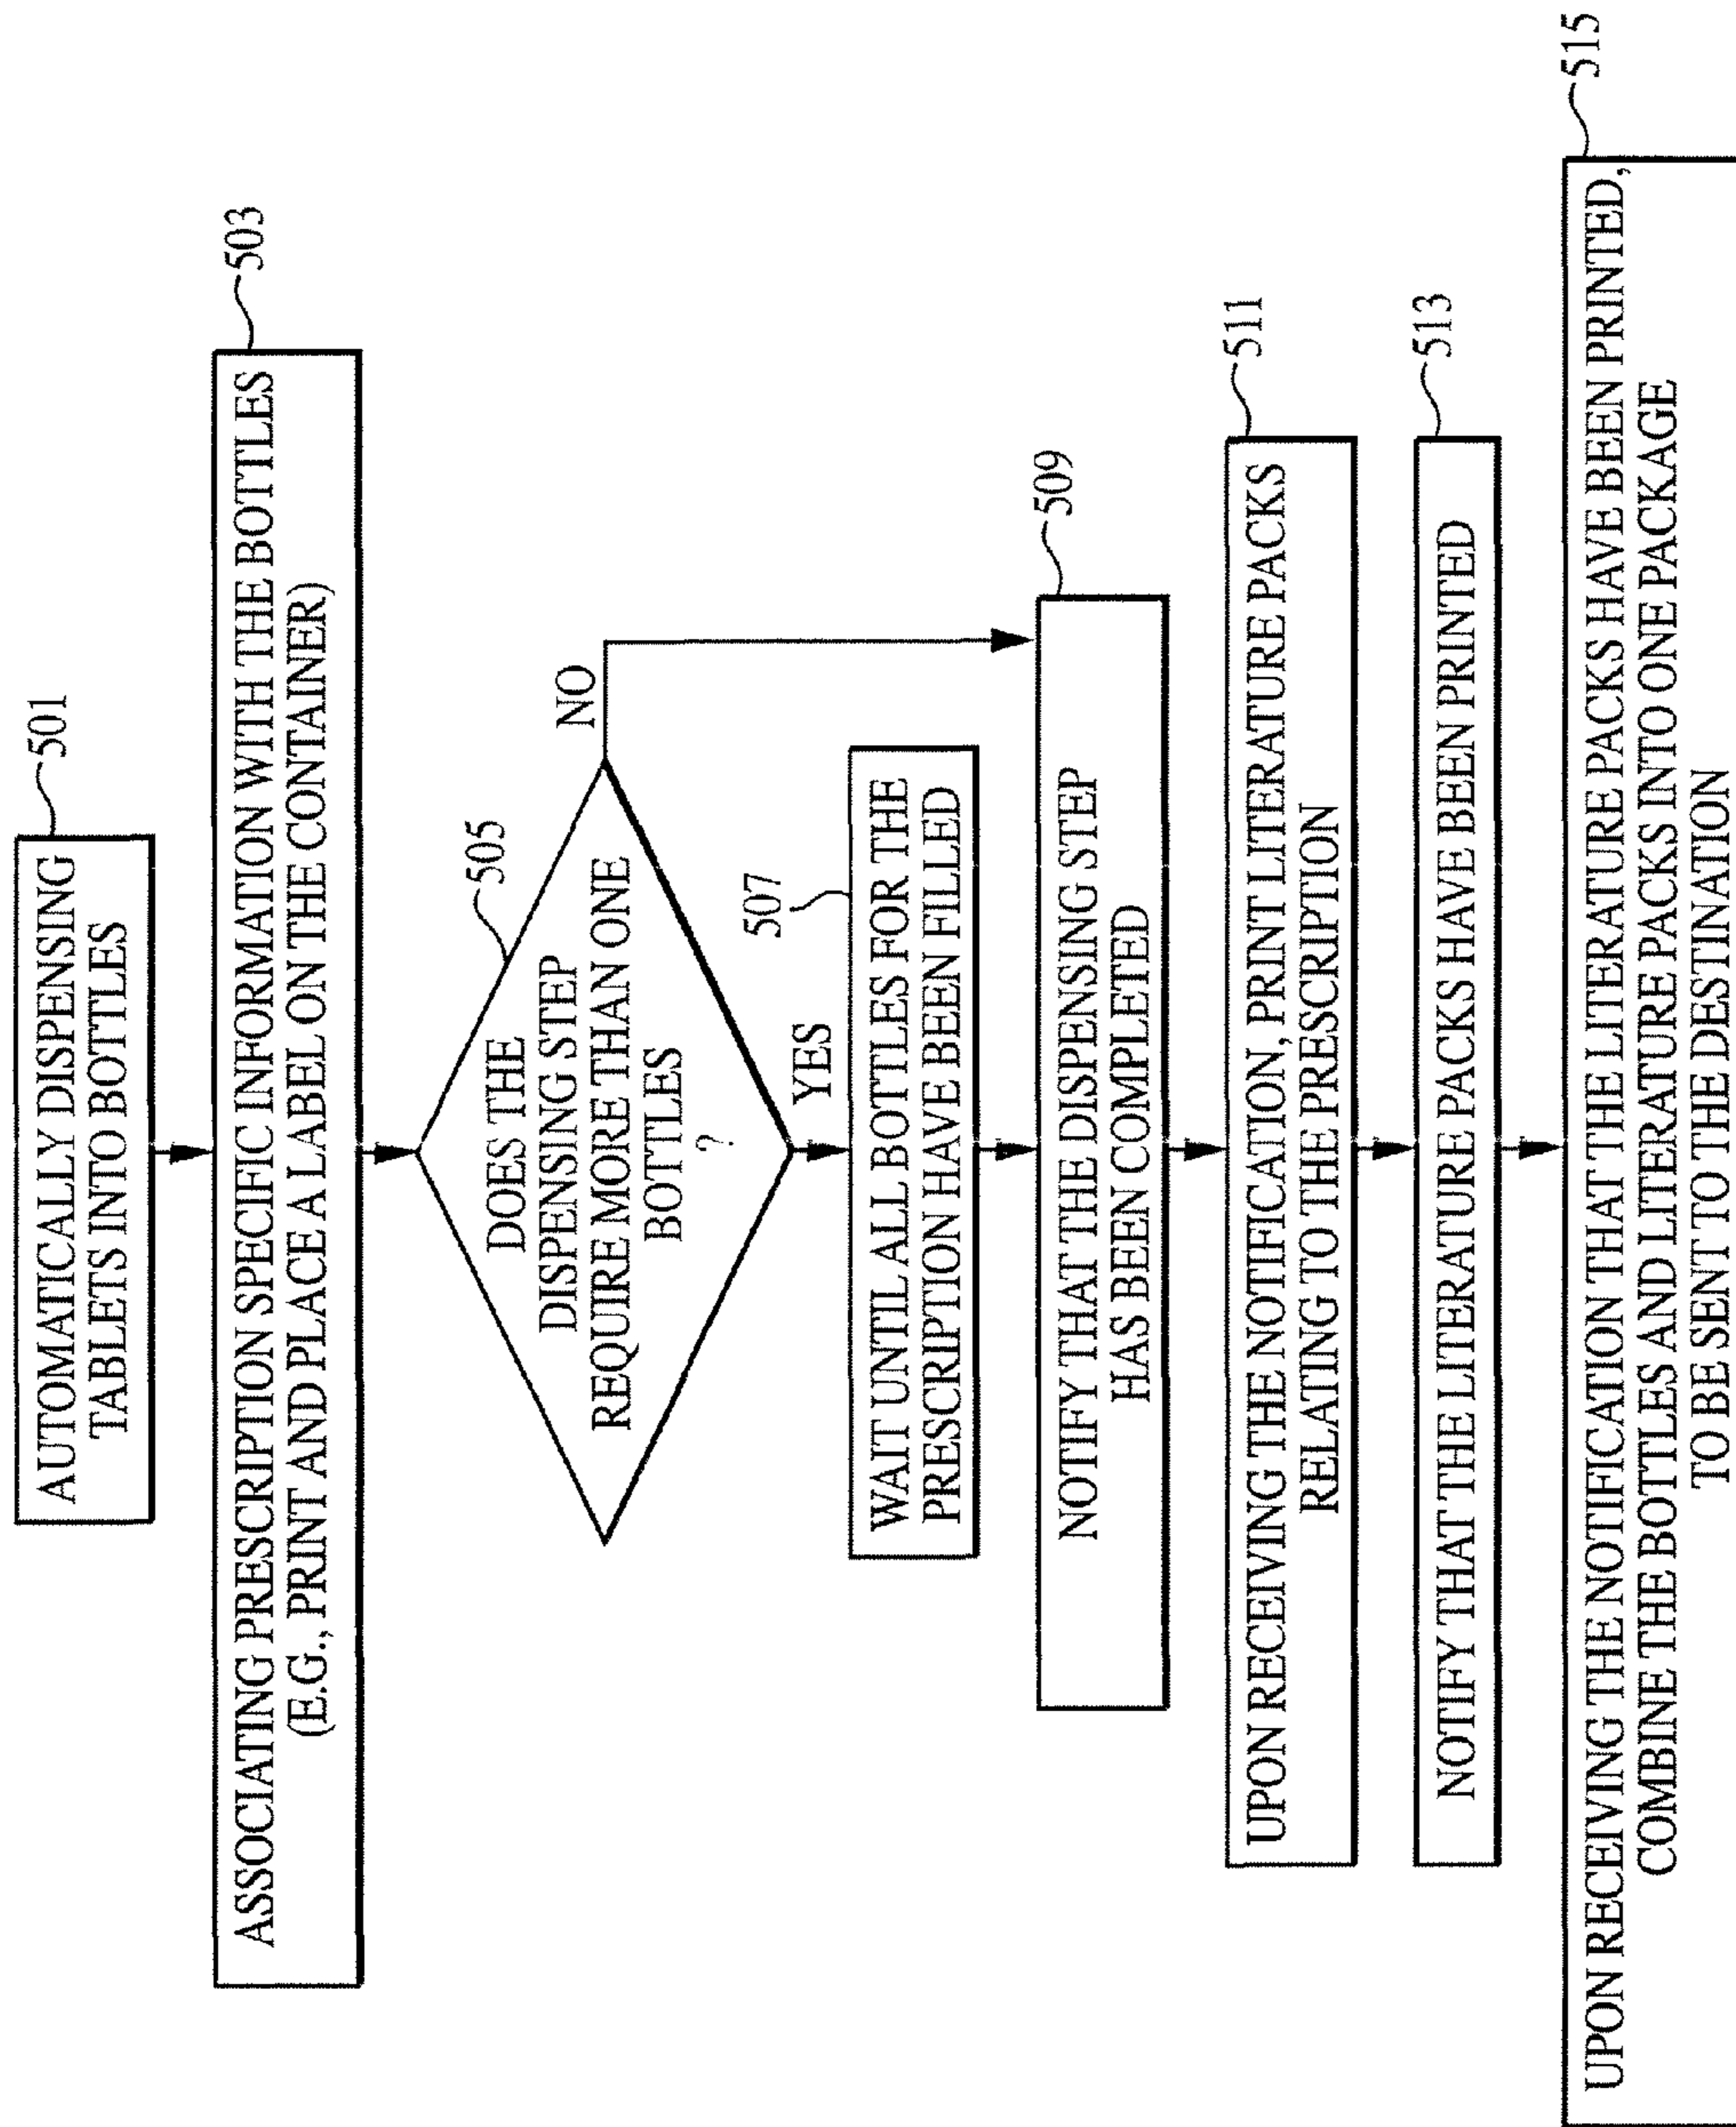 501
AUTOMATICALLY DISPENSING
TABLETS INTO BOTTLES
503
ASSOCIATING PRESCRIPTION SPECIFIC INFORMATION WITH THE BOTTLES
(E.G., PRINT AND PLACE A LABEL ON THE CONTAINER)
505
DOES THE
DISPENSING STEP
REQUIRE MORE THAN ONE
BOTTLES
?
NO
YES
507
WAIT UNTIL ALL BOTTLES FOR THE
PRESCRIPTION HAVE BEEN FILLED
509
NOTIFY THAT THE DISPENSING STEP
HAS BEEN COMPLETED
511
UPON RECEIVING THE NOTIFICATION, PRINT LITERATURE PACKS
RELATING TO THE PRESCRIPTION
513
NOTIFY THAT THE LITERATURE PACKS HAVE BEEN PRINTED
515
UPON RECEIVING THE NOTIFICATION THAT THE LITERATURE PACKS HAVE BEEN PRINTED,
COMBINE THE BOTTLES AND LITERATURE PACKS INTO ONE PACKAGE
TO BE SENT TO THE DESTINATION